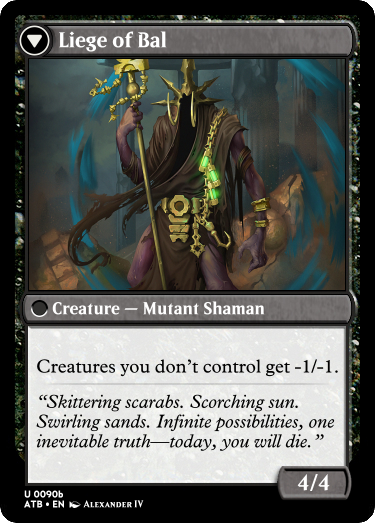 Liege of Bal
Creature — Mutant Shaman
Creatures you don't control get -1/-1.
“Skittering scarabs. Scorching sun.
Swirling sands. Infinite possibilities, one
inevitable truth—today, you will die.”
4/4
U 0090b
ATB • EN Alexander IV